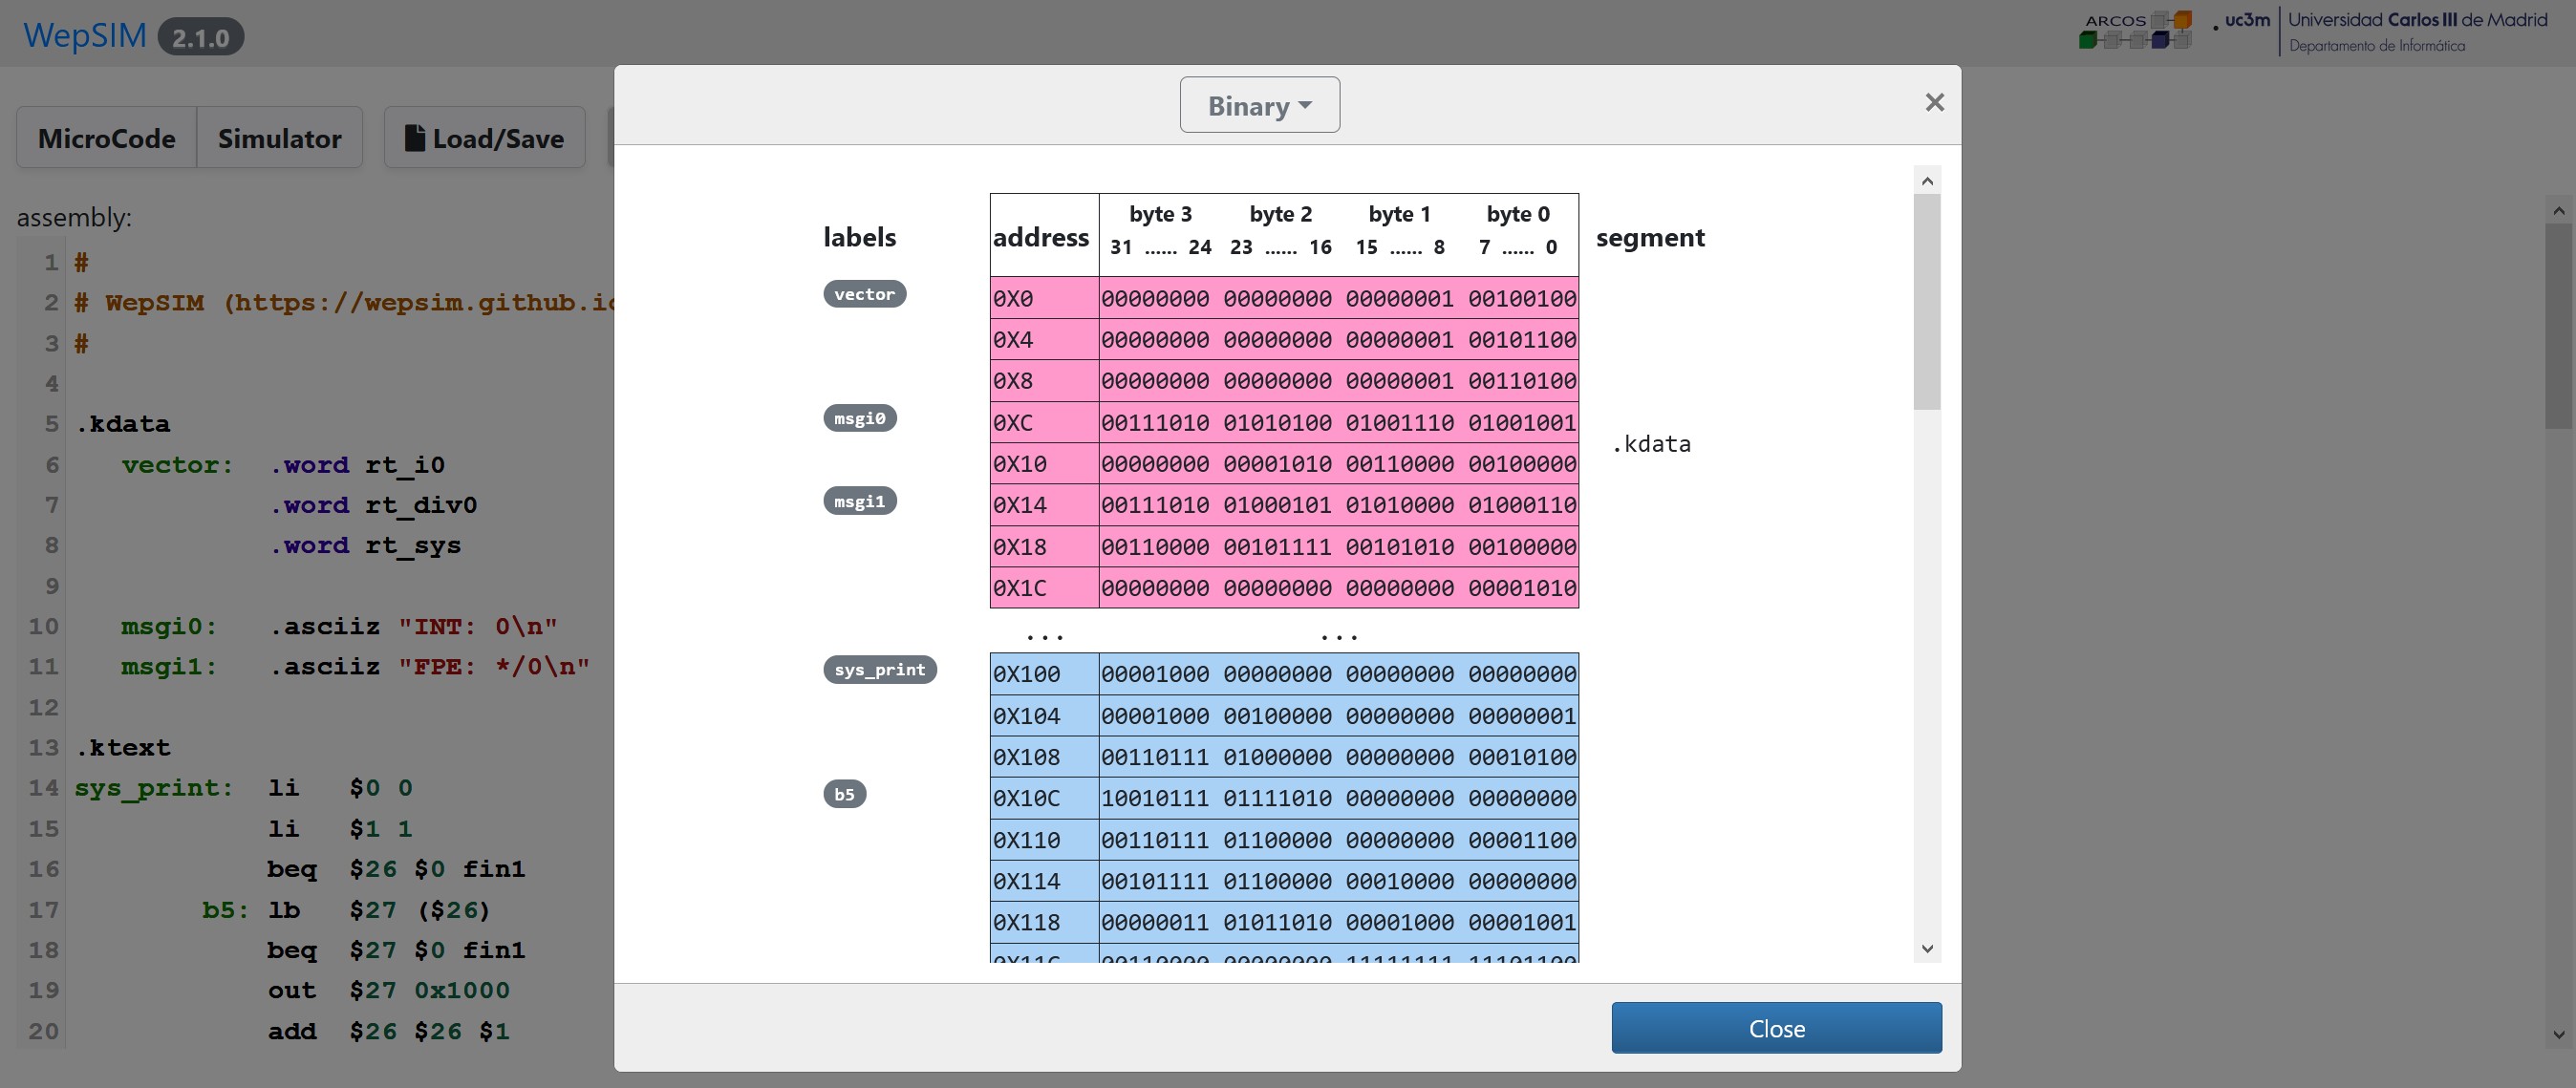 WepSIM 2.1.0
ARCOS
uc3m Universidad Carlos III de Madrid
Departamento de Informática
MicroCode Simulator Load/Save
assembly:
1 #
2 # WepSIM (https://wepsim.github.io
3 #
4
5 .kdata
6 vector: .word rt_i0
7 .word rt_div0
8 .word rt_sys
9
10 msgi0: .asciiz "INT: 0\n"
11 msgi1: .asciiz "FPE: */0\n"
12
13 .ktext
14 sys_print: li $0 0
15 li $1 1
16 beq $26 $0 fin1
17 b5: lb $27 ($26)
18 beq $27 $0 fin1
19 out $27 0x1000
20 add $26 $26 $1
Binary
×
byte 3 byte 2 byte 1 byte 0
labels address segment
31 ...... 24 23 ...... 16 15 ...... 8 7 ...... 0
vector 0X0 00000000 00000000 00000001 00100100
0X4 00000000 00000000 00000001 00101100
0X8 00000000 00000000 00000001 00110100
msgi0 0XC 00111010 01010100 01001110 01001001
.kdata
0X10 00000000 00001010 00110000 00100000
msgi1 0X14 00111010 01000101 01010000 01000110
0X18 00110000 00101111 00101010 00100000
0X1C 00000000 00000000 00000000 00001010
... ...
sys_print 0X100 00001000 00000000 00000000 00000000
0X104 00001000 00100000 00000000 00000001
0X108 00110111 01000000 00000000 00010100
b5 0X10C 10010111 01111010 00000000 00000000
0X110 00110111 01100000 00000000 00001100
0X114 00101111 01100000 00010000 00000000
0X118 00000011 01011010 00001000 00001001
0X11C 00110000 00000000 11111111 11101100
Close